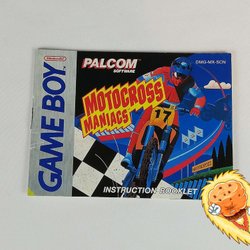 Nintendo
GAME BOY
PALCOM
SOFTWARE
DMG-MX-SCN
MOTOCROSS
MANIACS
17
INSTRUCTION BOOKLET